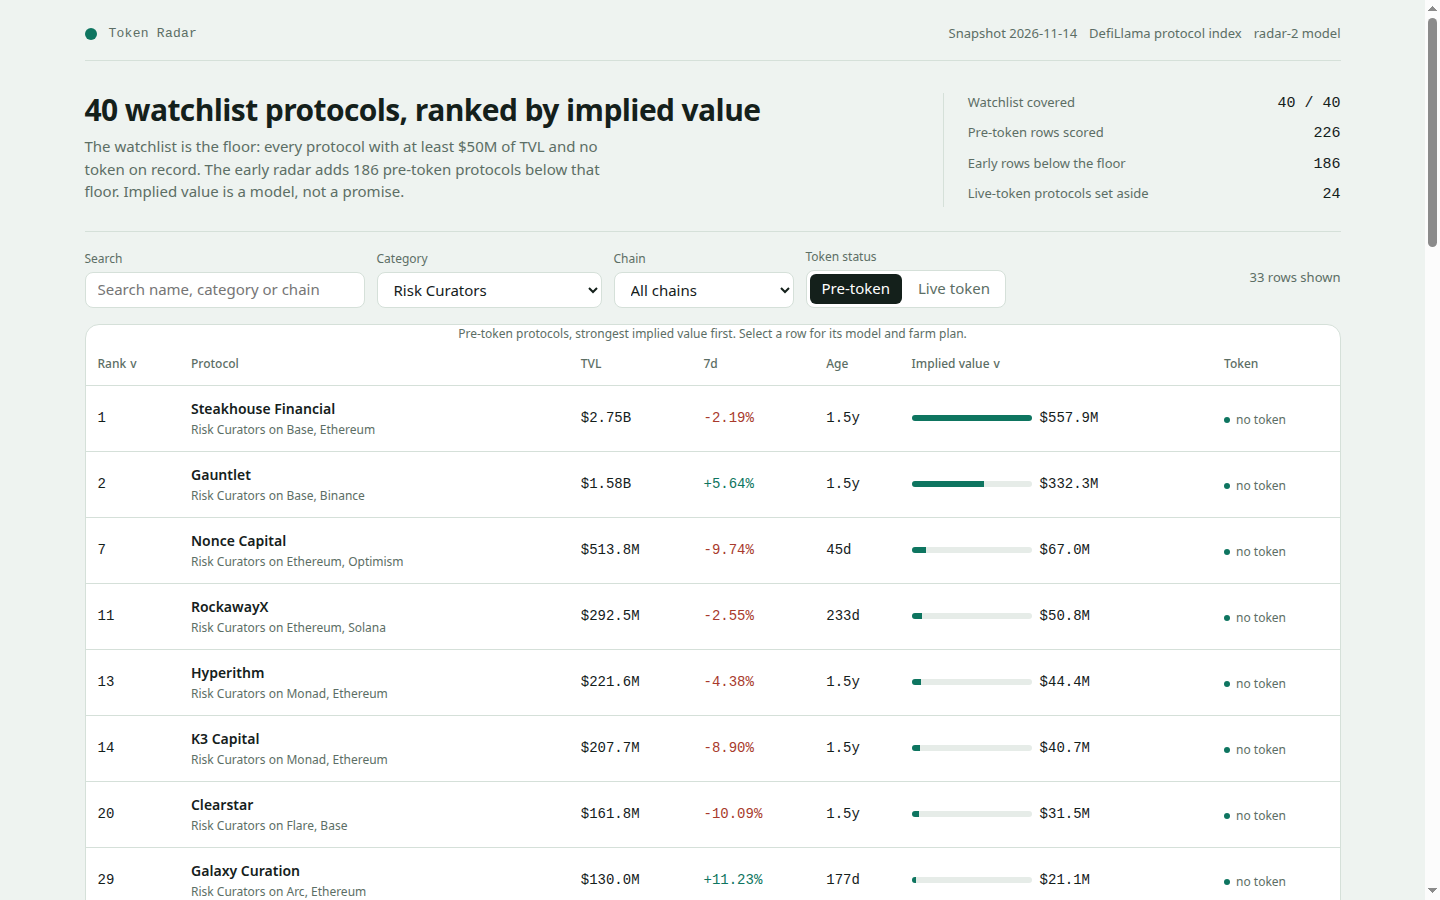 Token Radar
Snapshot 2026-11-14 DefiLlama protocol index radar-2 model
40 watchlist protocols, ranked by implied value
The watchlist is the floor: every protocol with at least $50M of TVL and no
token on record. The early radar adds 186 pre-token protocols below that
floor. Implied value is a model, not a promise.
Watchlist covered 40 / 40
Pre-token rows scored 226
Early rows below the floor 186
Live-token protocols set aside 24
Search
Category
Chain
Token status
Search name, category or chain
Risk Curators
All chains
Pre-token
Live token
33 rows shown
Pre-token protocols, strongest implied value first. Select a row for its model and farm plan.
Rank v Protocol TVL 7d Age Implied value v Token
1 Steakhouse Financial $2.75B -2.19% 1.5y $557.9M no token
Risk Curators on Base, Ethereum
2 Gauntlet $1.58B +5.64% 1.5y $332.3M no token
Risk Curators on Base, Binance
7 Nonce Capital $513.8M -9.74% 45d $67.0M no token
Risk Curators on Ethereum, Optimism
11 RockawayX $292.5M -2.55% 233d $50.8M no token
Risk Curators on Ethereum, Solana
13 Hyperithm $221.6M -4.38% 1.5y $44.4M no token
Risk Curators on Monad, Ethereum
14 K3 Capital $207.7M -8.90% 1.5y $40.7M no token
Risk Curators on Monad, Ethereum
20 Clearstar $161.8M -10.09% 1.5y $31.5M no token
Risk Curators on Flare, Base
29 Galaxy Curation $130.0M +11.23% 177d $21.1M no token
Risk Curators on Arc, Ethereum